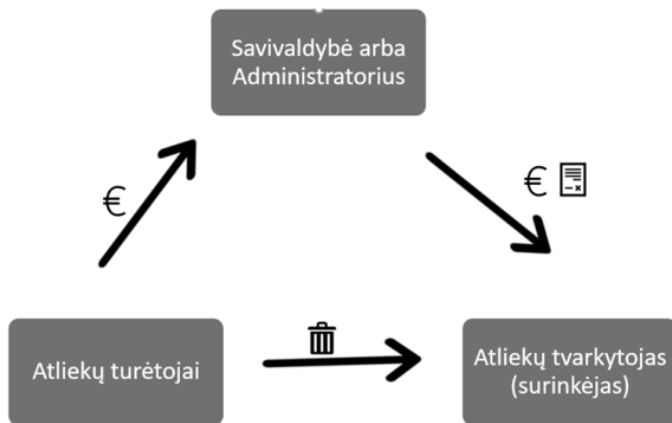 Savivaldybė arba
Administratorius
€
€
Atliekų turėtojai
Atliekų tvarkytojas
(surinkėjas)